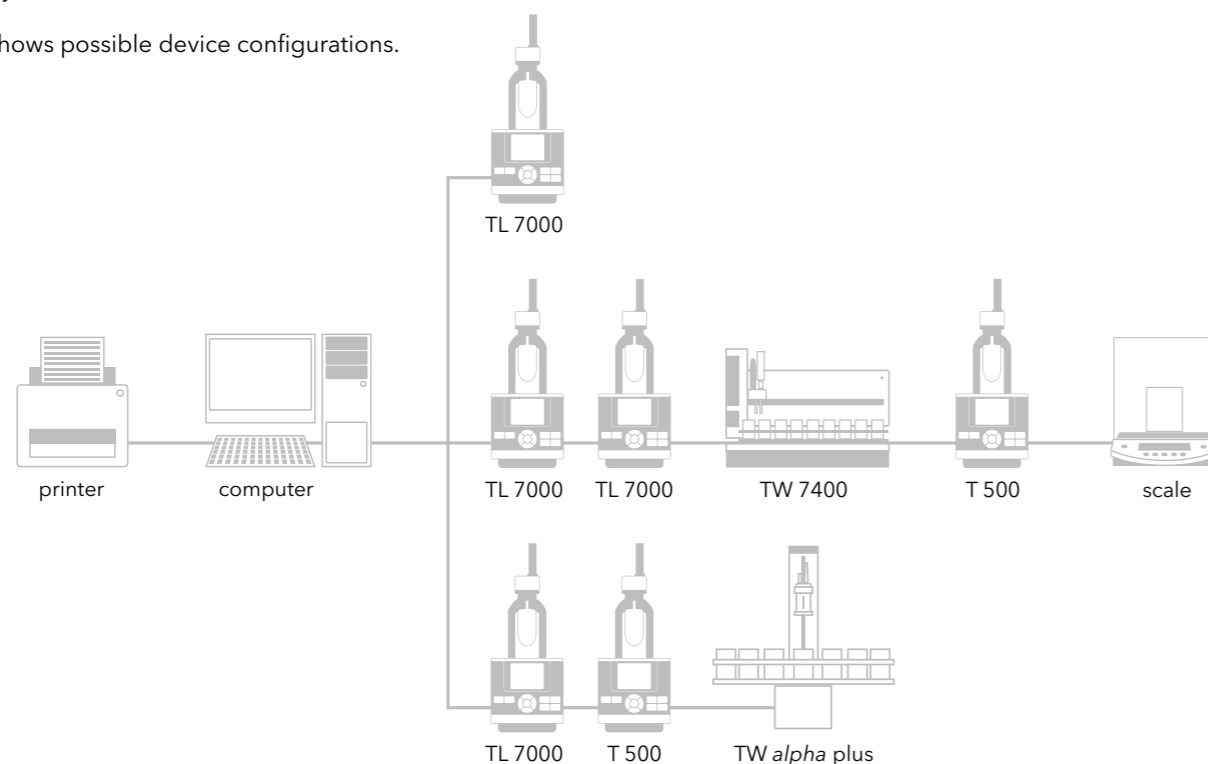 shows possible device configurations.
TL 7000
printer
computer
TL 7000
TL 7000
TW 7400
T 500
scale
TL 7000
T 500
TW alpha plus